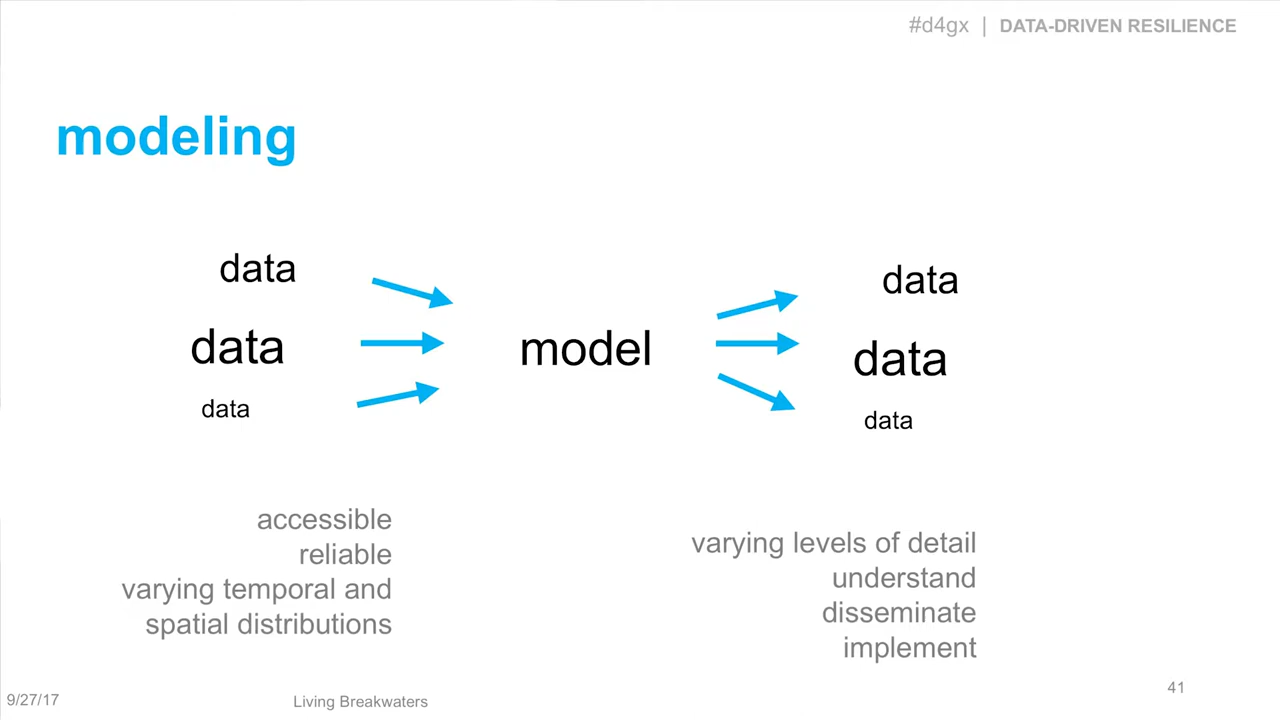 #d4gx | DATA-DRIVEN RESILIENCE
modeling
data
data
data
model
data
data
data
accessible
reliable
varying temporal and
spatial distributions
varying levels of detail
understand
disseminate
implement
9/27/17
Living Breakwaters
41